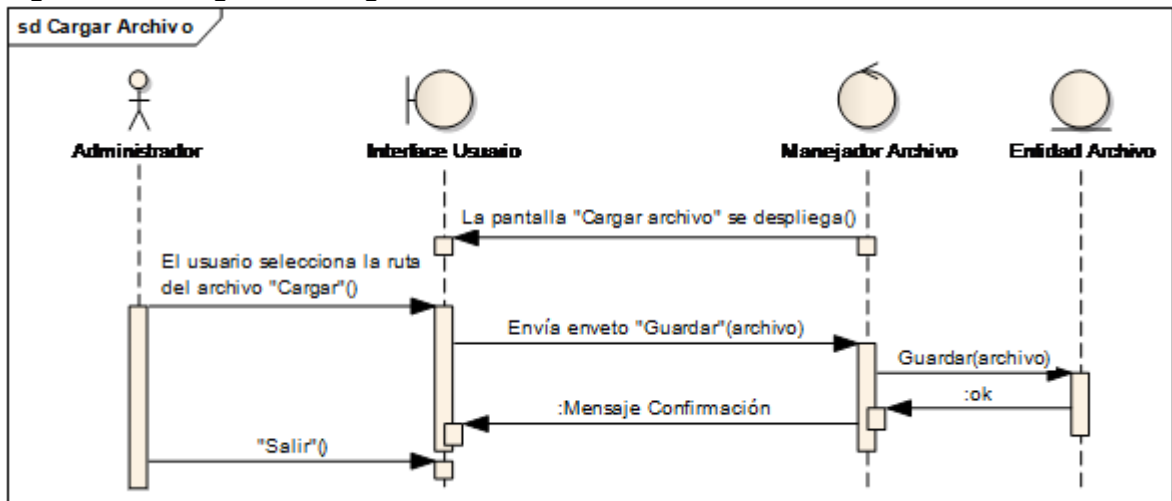 sd Cargar Archivo
Administrador
Interface Usuario
Manejador Archivo
Entidad Archivo
La pantalla "Cargar archivo" se despliega()
El usuario selecciona la ruta
del archivo "Cargar"()
Envía enveto "Guardar"(archivo)
Guardar(archivo)
:ok
:Mensaje Confirmación
"Salir"()